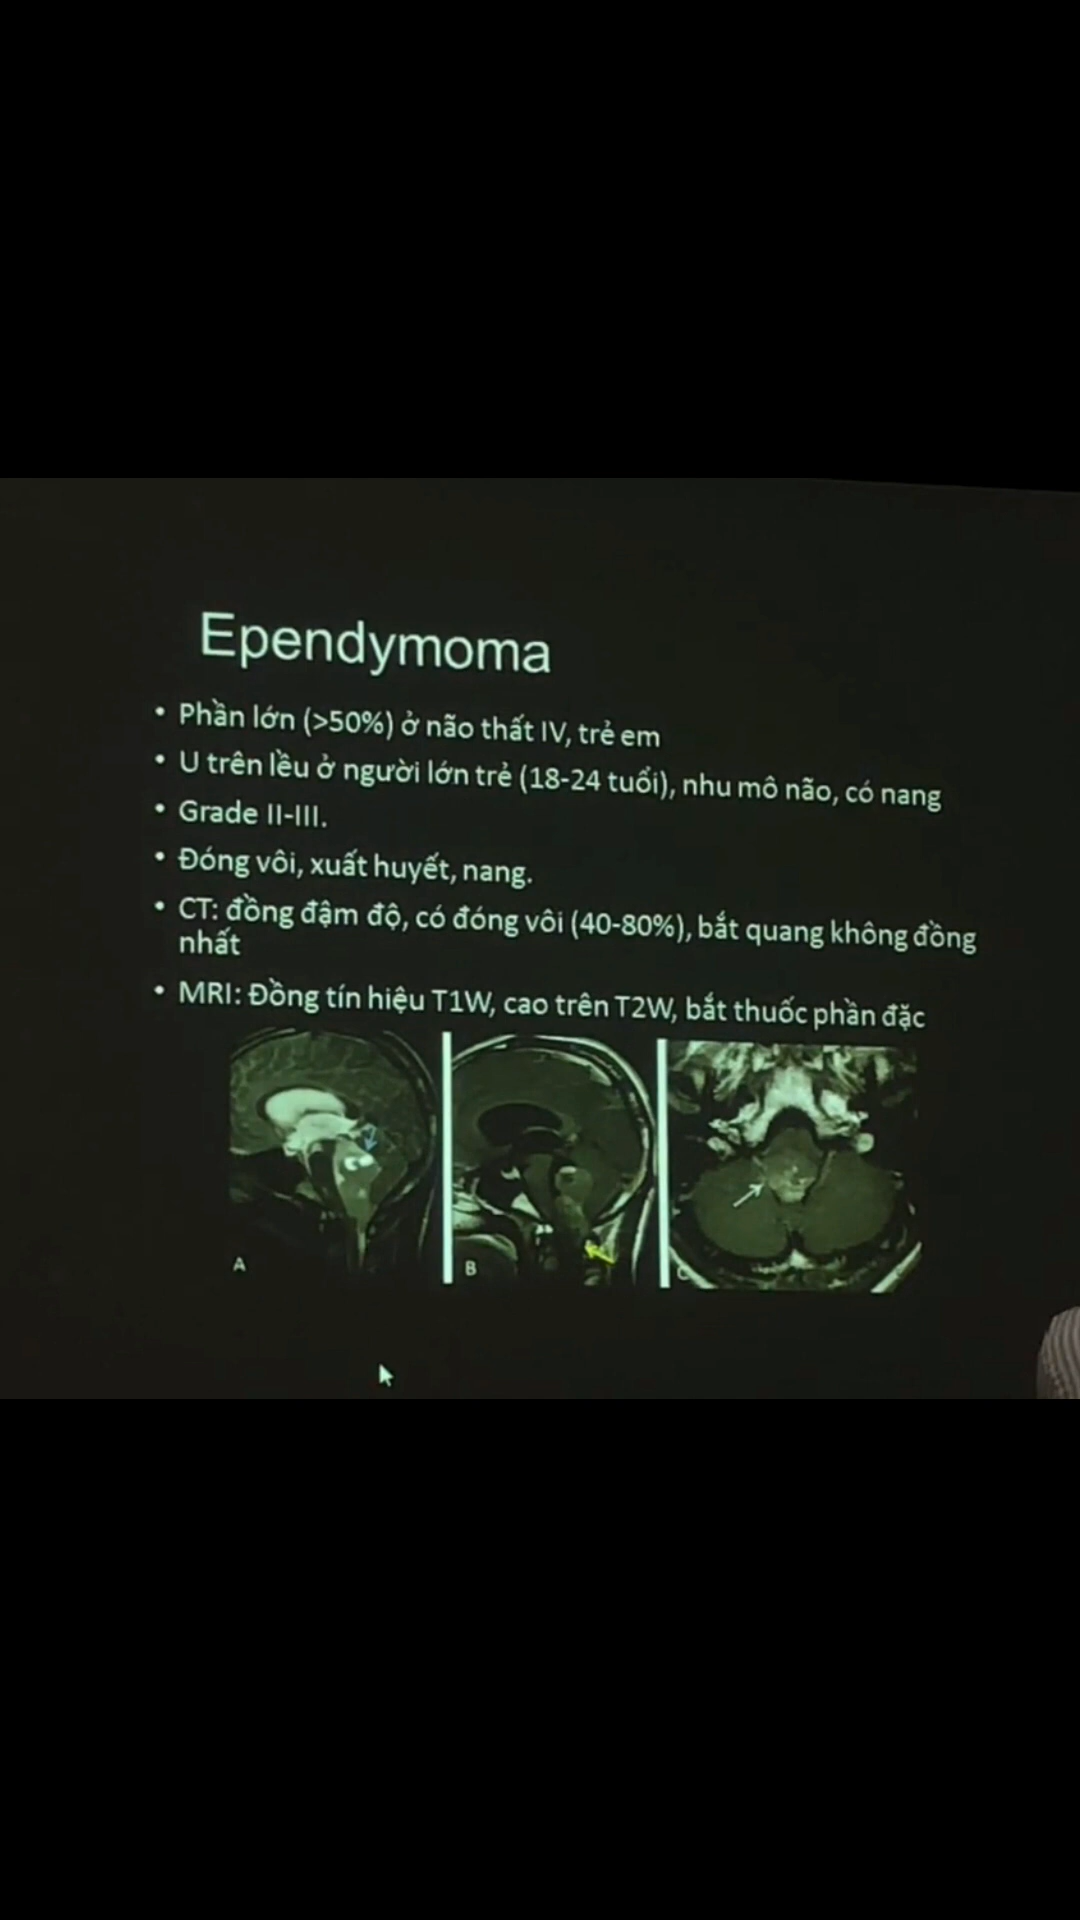 Ependymoma
• Phần lớn (>50%) ở não thất IV, trẻ em
• U trên lều ở người lớn trẻ (18-24 tuổi), nhu mô não, có nang
• Grade II-III.
• Đóng vôi, xuất huyết, nang.
• CT: đồng đậm độ, có đóng vôi (40-80%), bắt quang không đồng
nhất
• MRI: Đồng tín hiệu T1W, cao trên T2W, bắt thuốc phần đặc
A
B
C